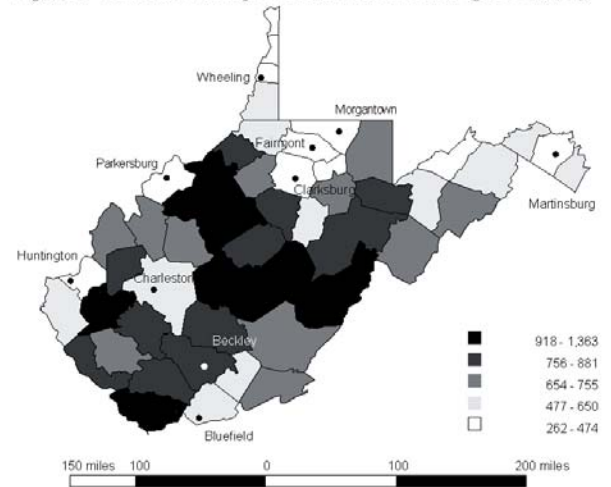 Wheeling
Morgantown
Fairmont
Parkersburg
Clarksburg
Martinsburg
Huntington
Charleston
Beckley
Bluefield
918 - 1,363
756 - 881
654 - 755
477 - 650
262 - 474
150 miles 100 0 100 200 miles